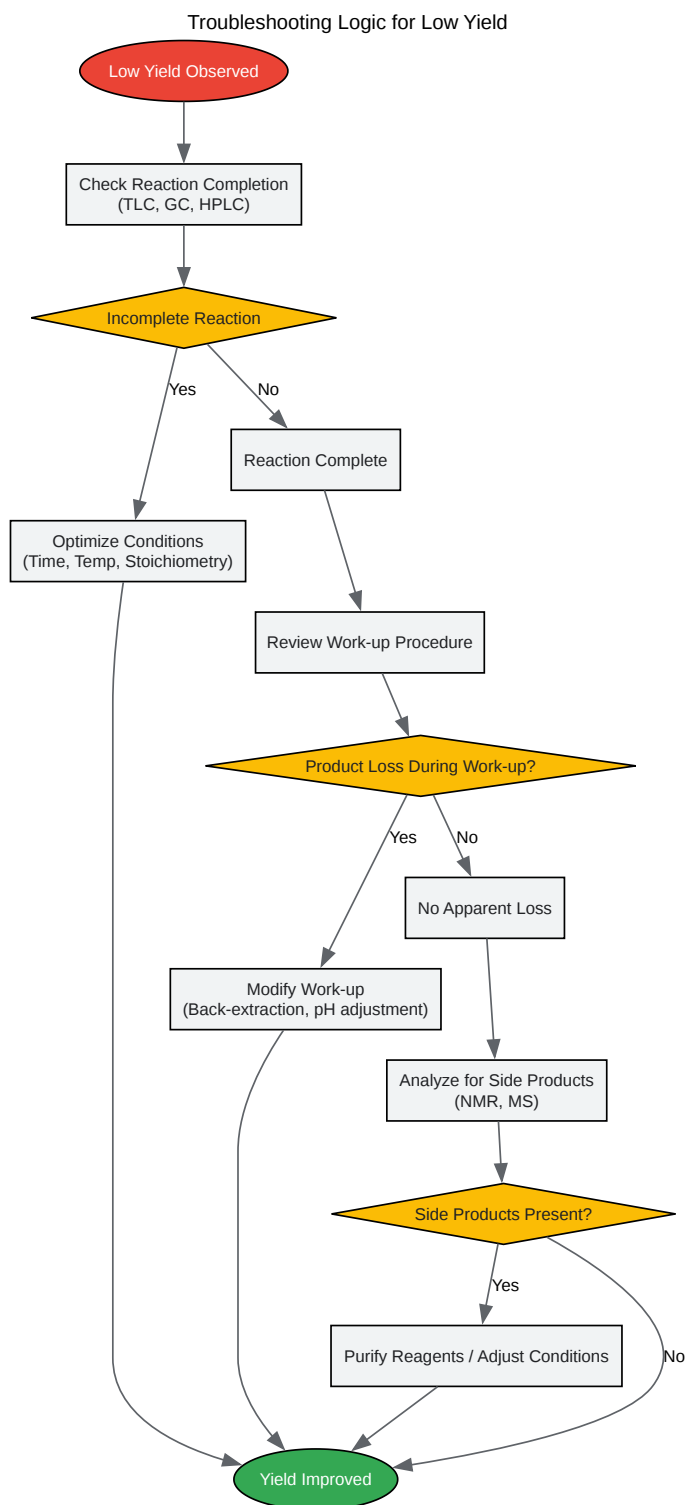 Troubleshooting Logic for Low Yield
Low Yield Observed
Check Reaction Completion
(TLC, GC, HPLC)
Incomplete Reaction
Yes
No
Reaction Complete
Optimize Conditions
(Time, Temp, Stoichiometry)
Review Work-up Procedure
Product Loss During Work-up?
Yes
No
No Apparent Loss
Modify Work-up
(Back-extraction, pH adjustment)
Analyze for Side Products
(NMR, MS)
Side Products Present?
Yes
Purify Reagents / Adjust Conditions
No
Yield Improved